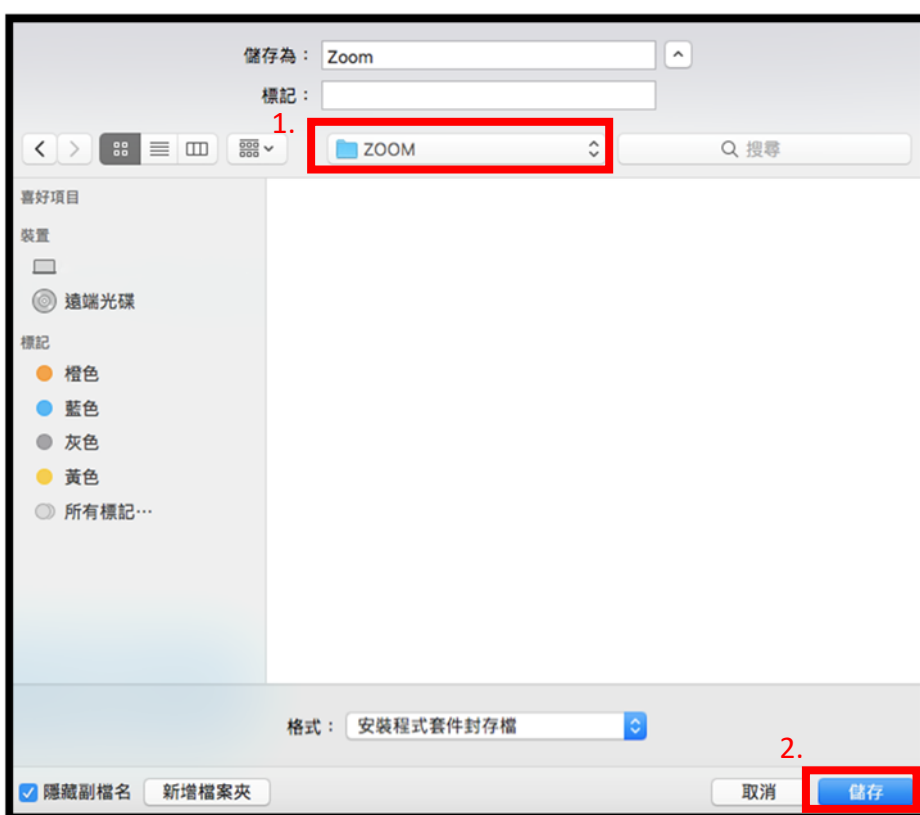 儲存為： Zoom
標記：
1.
ZOOM 搜尋
喜好項目
裝置
遠端光碟
標記
橙色
藍色
灰色
黃色
所有標記…
格式： 安裝程式套件封存檔
2.
隱藏副檔名 新增檔案夾 取消 儲存